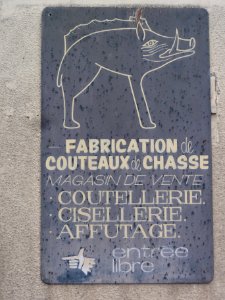 FABRICATION de
COUTEAUX de CHASSE
MAGASIN DE VENTE
COUTELLERIE.
CISELLERIE.
AFFUTAGE.
entrée
libre